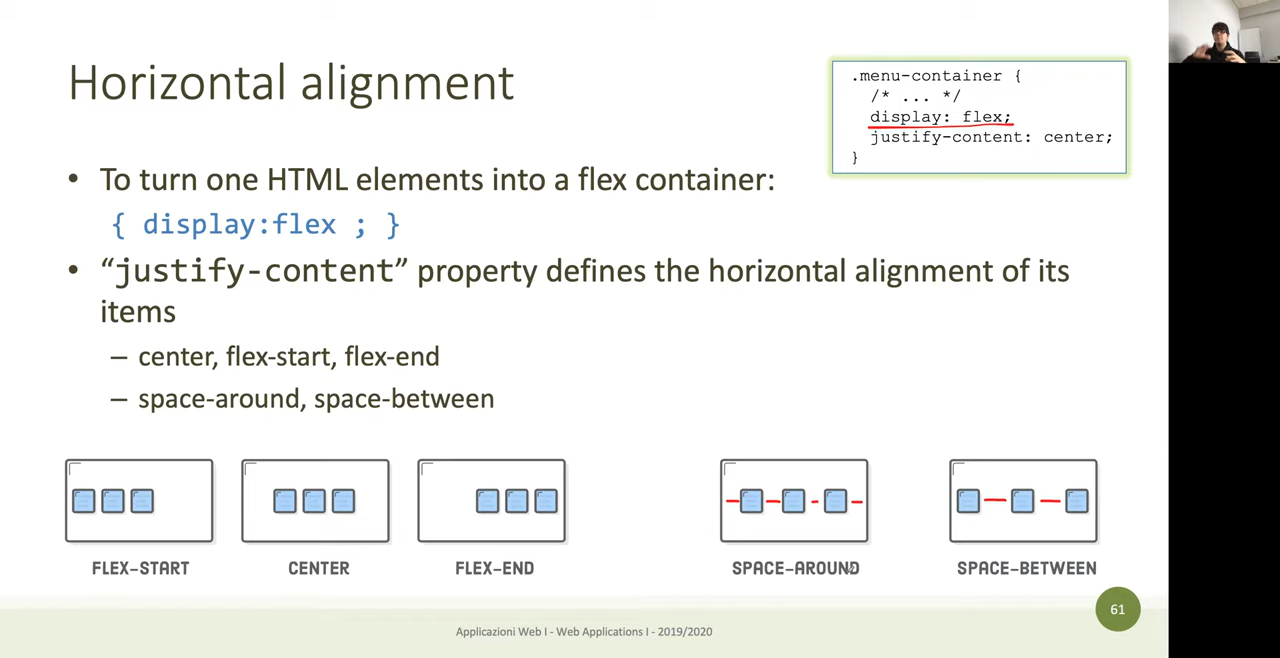 Horizontal alignment
.menu-container {
/* ... */
display: flex;
justify-content: center;
}
• To turn one HTML elements into a flex container:
{ display:flex ; }
• “justify-content” property defines the horizontal alignment of its
items
– center, flex-start, flex-end
– space-around, space-between
FLEX-START CENTER FLEX-END SPACE-AROUND SPACE-BETWEEN
61
Applicazioni Web I - Web Applications I - 2019/2020